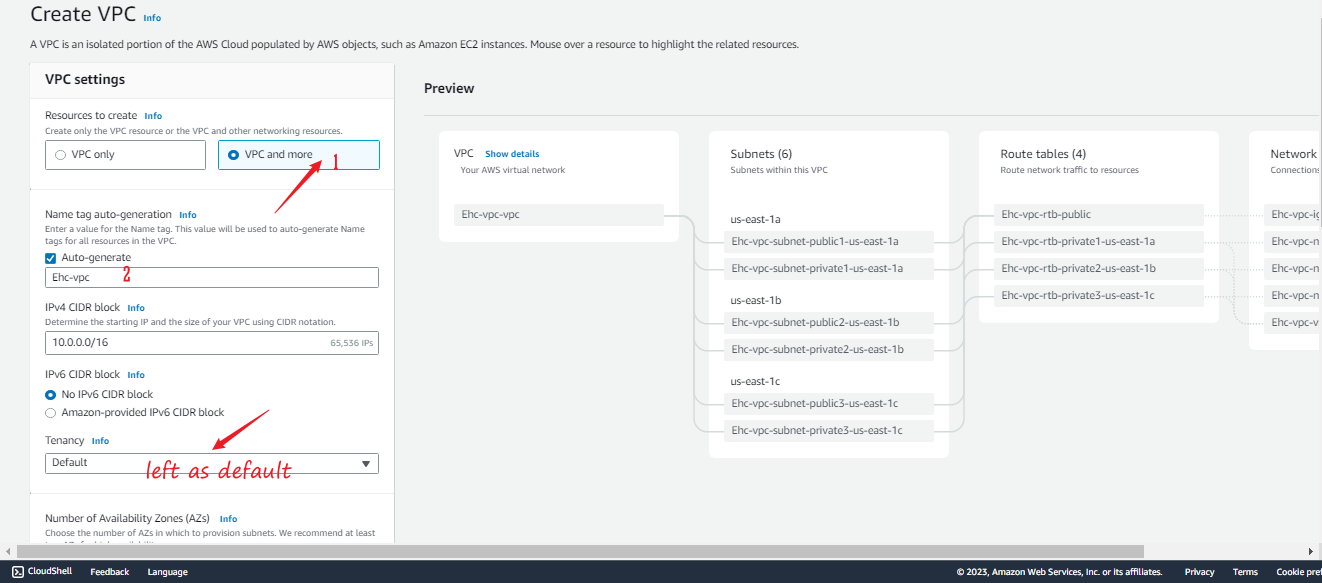 Create VPC Info
A VPC is an isolated portion of the AWS Cloud populated by AWS objects, such as Amazon EC2 instances. Mouse over a resource to highlight the related resources.
VPC settings
Resources to create Info
Create only the VPC resource or the VPC and other networking resources.
VPC only
VPC and more
1
Name tag auto-generation Info
Enter a value for the Name tag. This value will be used to auto-generate Name
tags for all resources in the VPC.
Auto-generate
Ehc-vpc
2
IPv4 CIDR block Info
Determine the starting IP and the size of your VPC using CIDR notation.
10.0.0.0/16 65,536 IPs
IPv6 CIDR block Info
No IPv6 CIDR block
Amazon-provided IPv6 CIDR block
Tenancy Info
Default
left as default
Number of Availability Zones (AZs) Info
Choose the number of AZs in which to provision subnets. We recommend at least
Preview
VPC Show details
Your AWS virtual network
Ehc-vpc-vpc
Subnets (6)
Subnets within this VPC
us-east-1a
Ehc-vpc-subnet-public1-us-east-1a
Ehc-vpc-subnet-private1-us-east-1a
us-east-1b
Ehc-vpc-subnet-public2-us-east-1b
Ehc-vpc-subnet-private2-us-east-1b
us-east-1c
Ehc-vpc-subnet-public3-us-east-1c
Ehc-vpc-subnet-private3-us-east-1c
Route tables (4)
Route network traffic to resources
Ehc-vpc-rtb-public
Ehc-vpc-rtb-private1-us-east-1a
Ehc-vpc-rtb-private2-us-east-1b
Ehc-vpc-rtb-private3-us-east-1c
Network
Connections
Ehc-vpc-ig
Ehc-vpc-n
Ehc-vpc-n
Ehc-vpc-n
Ehc-vpc-v
CloudShell Feedback Language © 2023, Amazon Web Services, Inc. or its affiliates. Privacy Terms Cookie pref